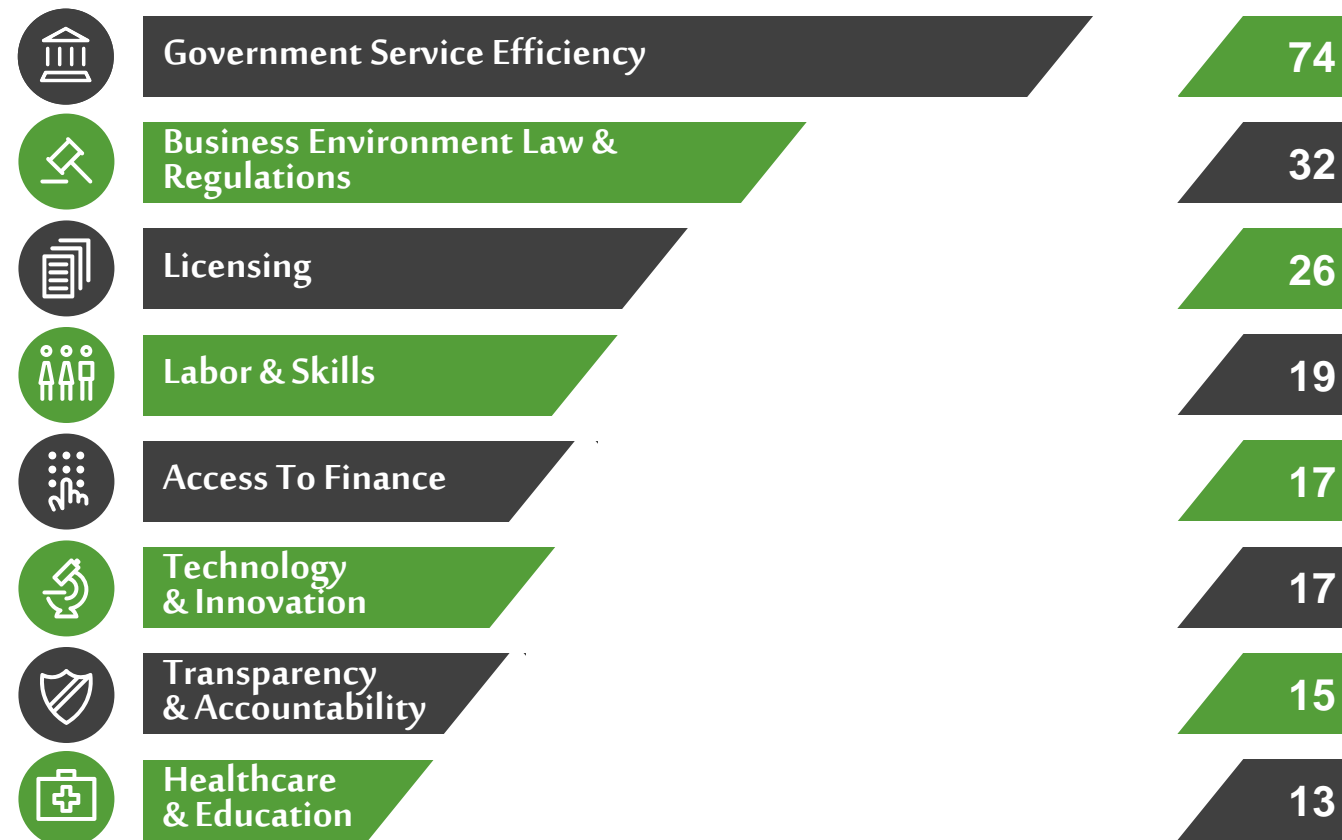 Government Service Efficiency
74
Business Environment Law &
Regulations
32
Licensing
26
Labor & Skills
19
Access To Finance
17
Technology
& Innovation
17
Transparency
& Accountability
15
Healthcare
& Education
13